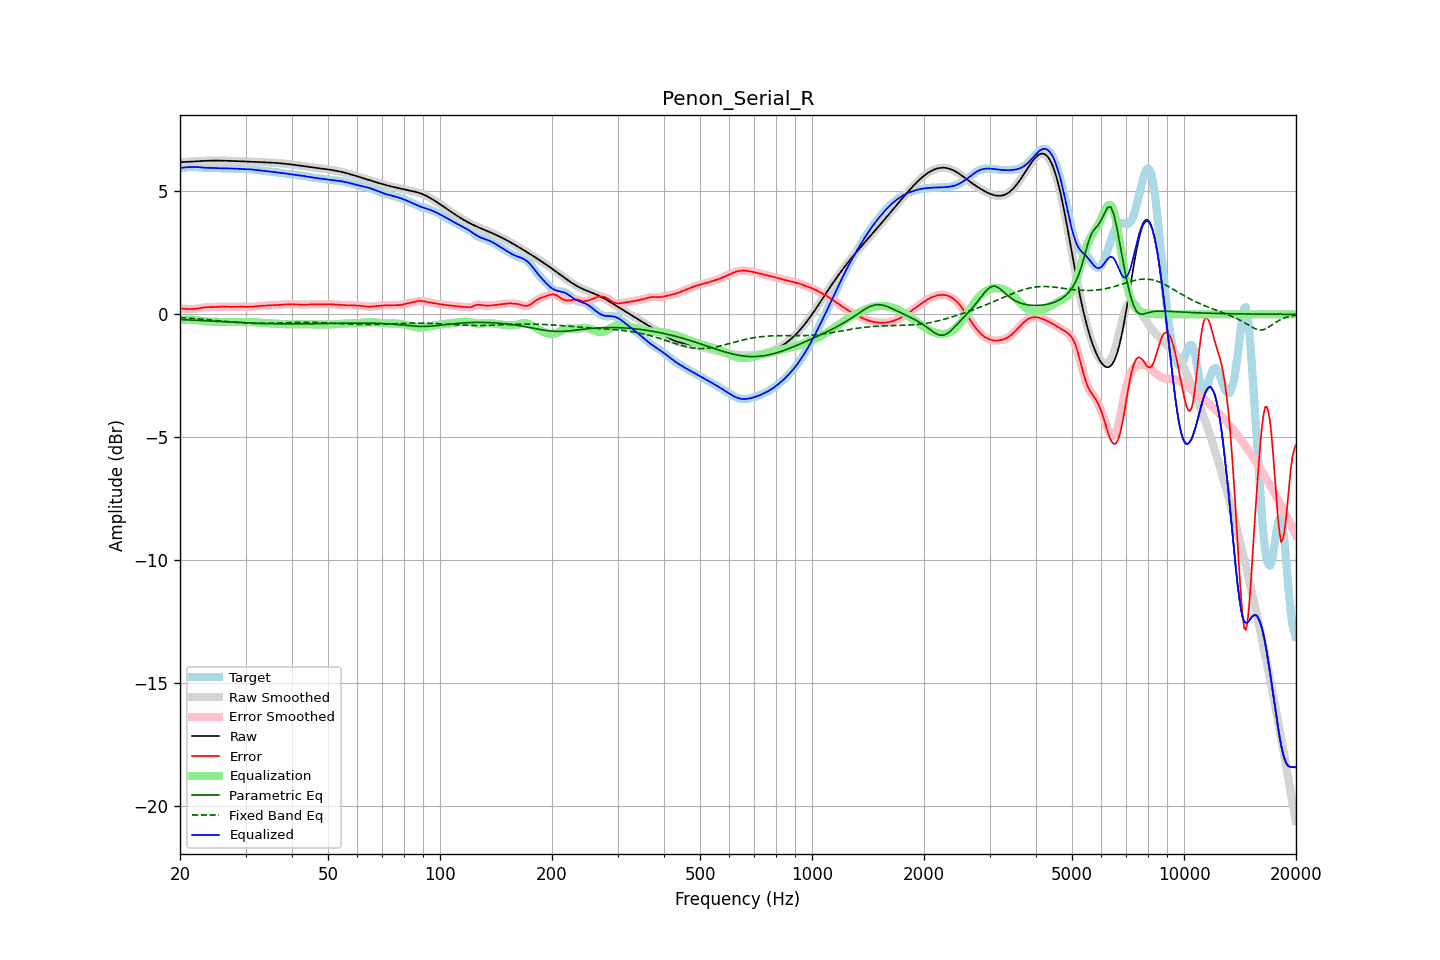 Penon_Serial_R
Amplitude (dBr)
5
0
−5
−10
−15
−20
Target
Raw Smoothed
Error Smoothed
Raw
Error
Equalization
Parametric Eq
Fixed Band Eq
Equalized
20 50 100 200 500 1000 2000 5000 10000 20000
Frequency (Hz)